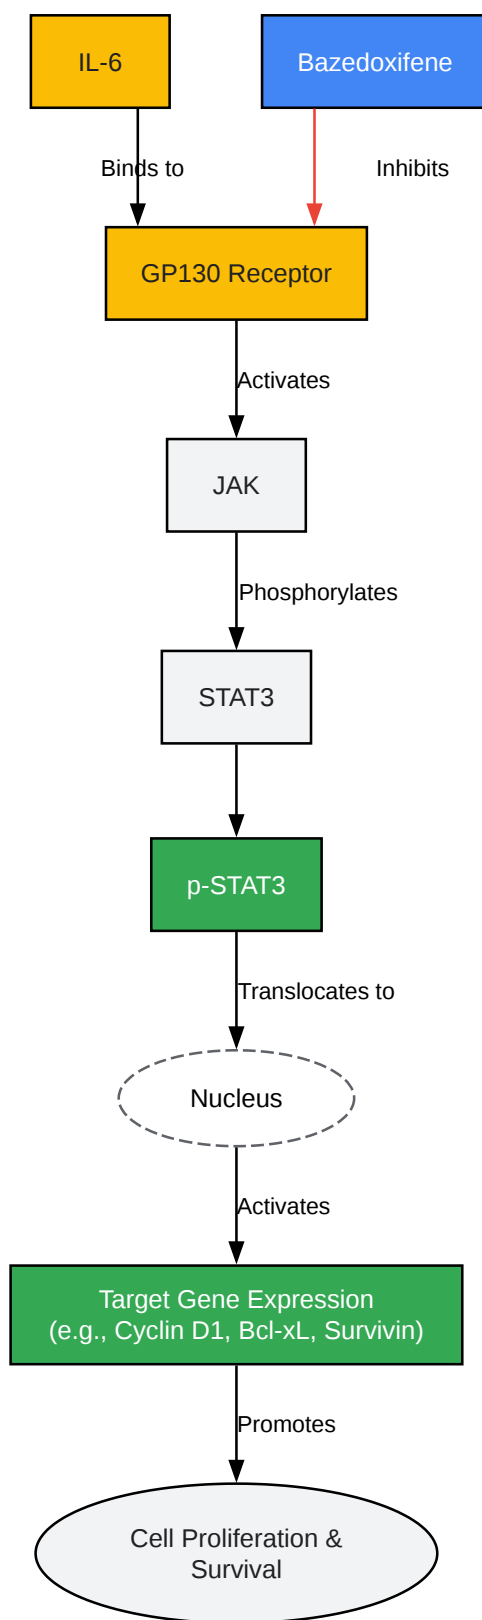 IL-6
Bazedoxifene
Binds to
Inhibits
GP130 Receptor
Activates
JAK
Phosphorylates
STAT3
p-STAT3
Translocates to
Nucleus
Activates
Target Gene Expression
(e.g., Cyclin D1, Bcl-xL, Survivin)
Promotes
Cell Proliferation &
Survival